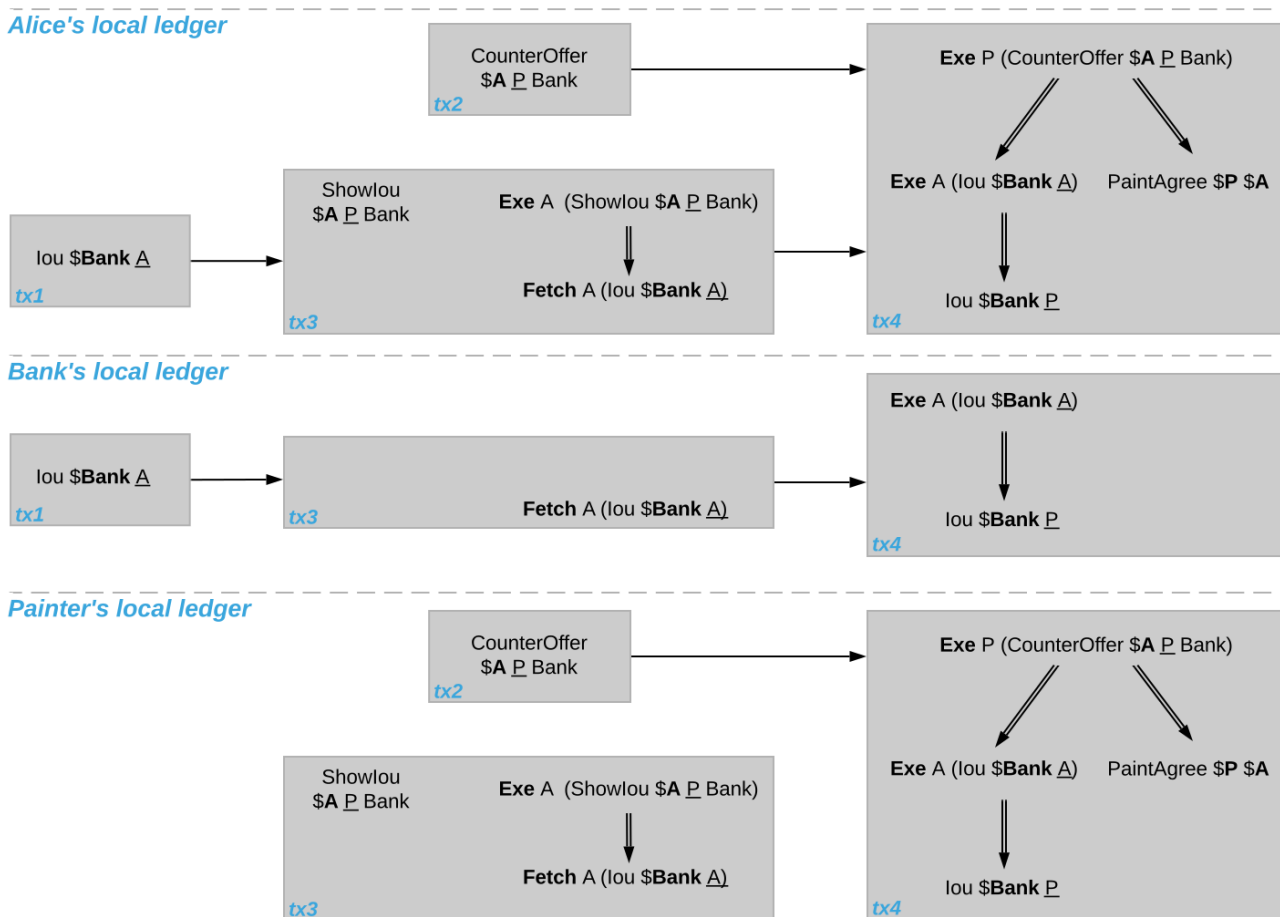 Alice's local ledger
CounterOffer
$A P Bank
tx2
Exe P (CounterOffer $A P Bank)
Exe A (Iou $Bank A)
PaintAgree $P $A
Iou $Bank P
tx4
ShowIou
$A P Bank
Exe A (ShowIou $A P Bank)
Fetch A (Iou $Bank A)
tx3
Iou $Bank A
tx1
Bank's local ledger
Iou $Bank A
tx1
Fetch A (Iou $Bank A)
tx3
Exe A (Iou $Bank A)
Iou $Bank P
tx4
Painter's local ledger
CounterOffer
$A P Bank
tx2
Exe P (CounterOffer $A P Bank)
Exe A (Iou $Bank A)
PaintAgree $P $A
Iou $Bank P
tx4
ShowIou
$A P Bank
Exe A (ShowIou $A P Bank)
Fetch A (Iou $Bank A)
tx3